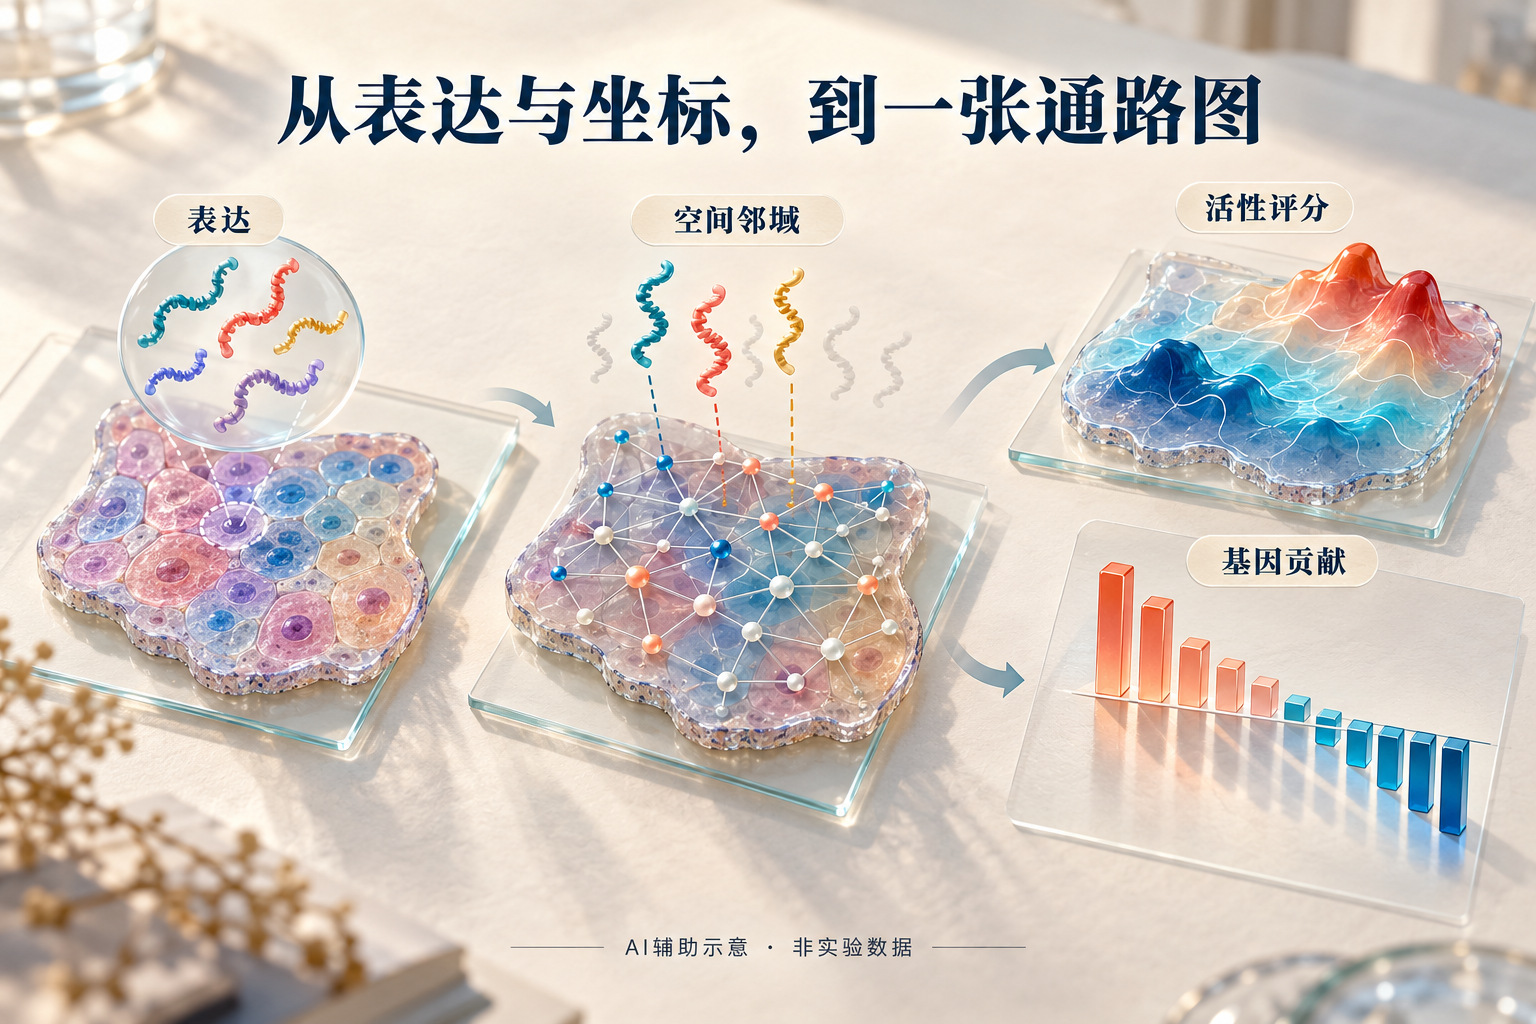 从表达与坐标，到一张通路图
表达
空间邻域
活性评分
基因贡献
AI辅助示意 · 非实验数据